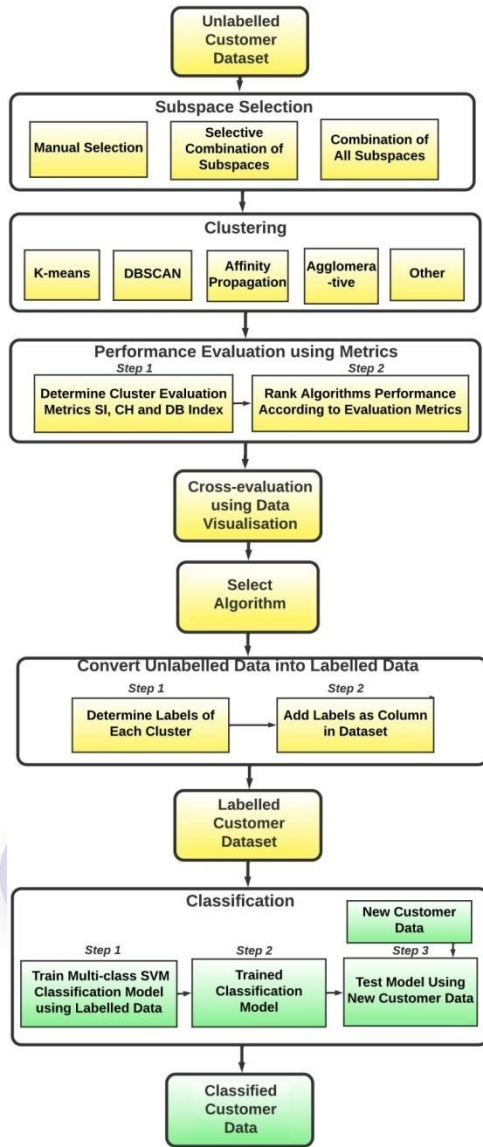 Unlabelled
Customer
Dataset
Subspace Selection
Manual Selection
Selective
Combination of
Subspaces
Combination of
All Subspaces
Clustering
K-means
DBSCAN
Affinity
Propagation
Agglomera
-tive
Other
Performance Evaluation using Metrics
Step 1
Determine Cluster Evaluation
Metrics SI, CH and DB Index
Step 2
Rank Algorithms Performance
According to Evaluation Metrics
Cross-evaluation
using Data
Visualisation
Select
Algorithm
Convert Unlabelled Data into Labelled Data
Step 1
Determine Labels of
Each Cluster
Step 2
Add Labels as Column
in Dataset
Labelled
Customer
Dataset
Classification
New Customer
Data
Step 1
Train Multi-class SVM
Classification Model
using Labelled Data
Step 2
Trained
Classification
Model
Step 3
Test Model Using
New Customer Data
Classified
Customer
Data